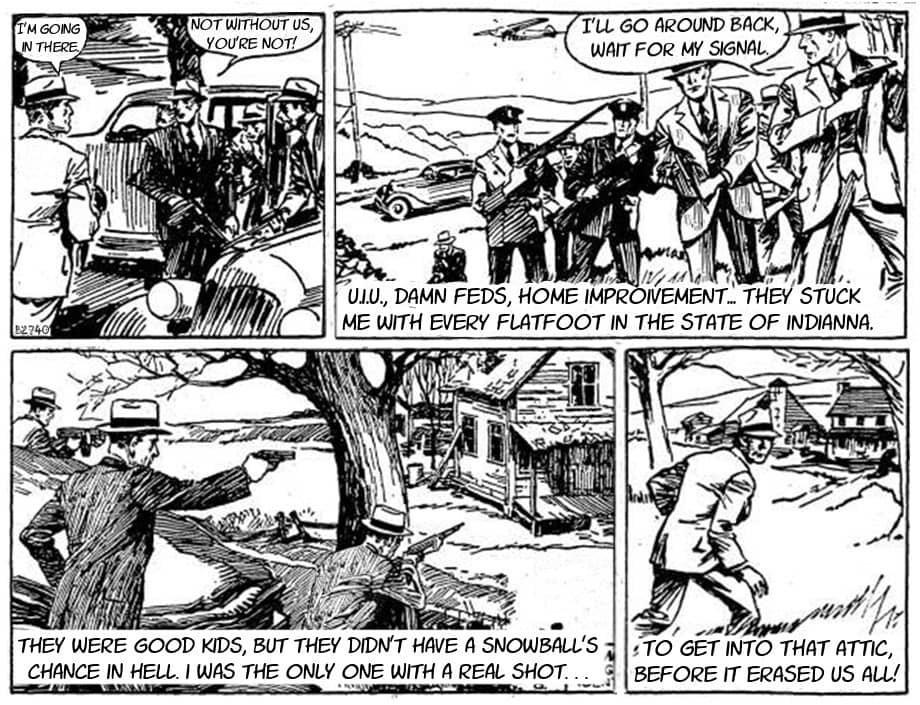 I'M GOING
IN THERE.
NOT WITHOUT US,
YOU'RE NOT!
I'LL GO AROUND BACK,
WAIT FOR MY SIGNAL.
U.I.U., DAMN FEDS, HOME IMPROIVEMENT... THEY STUCK
ME WITH EVERY FLATFOOT IN THE STATE OF INDIANNA.
THEY WERE GOOD KIDS, BUT THEY DIDN'T HAVE A SNOWBALL'S
CHANCE IN HELL. I WAS THE ONLY ONE WITH A REAL SHOT. . .
TO GET INTO THAT ATTIC,
BEFORE IT ERASED US ALL!